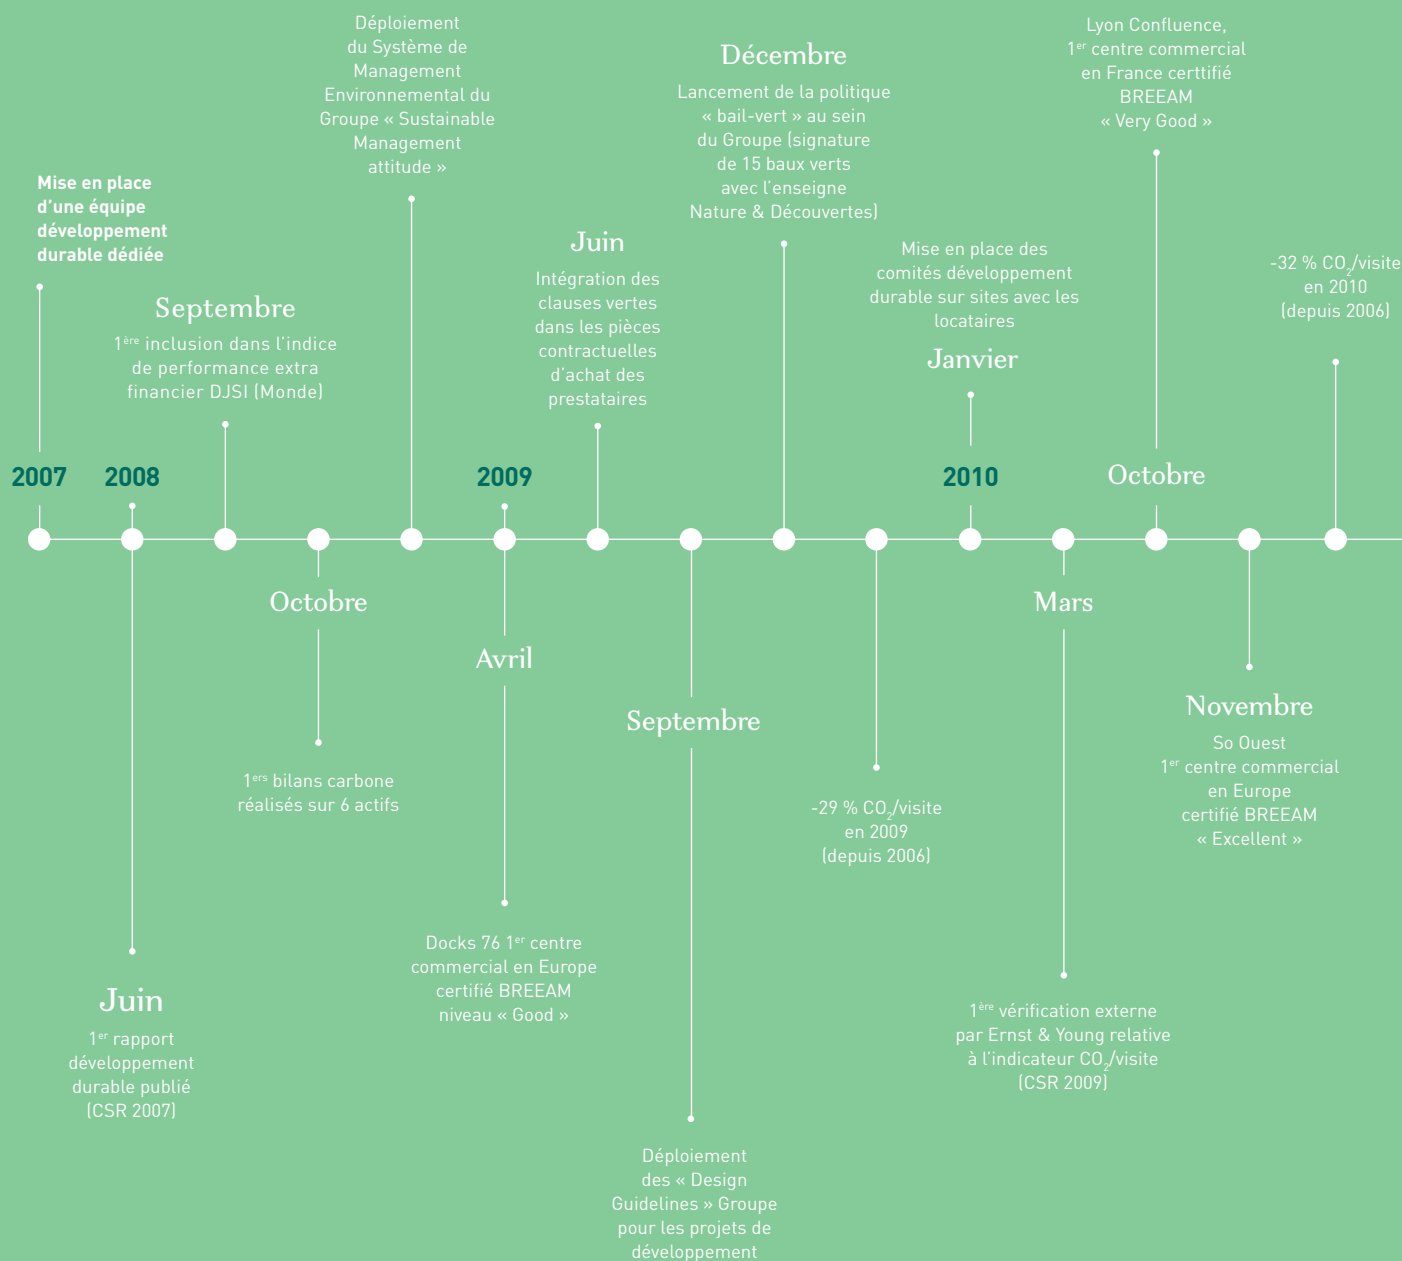 Mise en place
d’une équipe
développement
durable dédiée
2007
2008
Juin
1er rapport
développement
durable publié
(CSR 2007)
Septembre
1ère inclusion dans l’indice
de performance extra
financier DJSI (Monde)
Octobre
1ers bilans carbone
réalisés sur 6 actifs
Déploiement
du Système de
Management
Environnemental du
Groupe « Sustainable
Management
attitude »
2009
Avril
Docks 76 1er centre
commercial en Europe
certifié BREEAM
niveau « Good »
Juin
Intégration des
clauses vertes
dans les pièces
contractuelles
d’achat des
prestataires
Septembre
Déploiement
des « Design
Guidelines » Groupe
pour les projets de
développement
Décembre
Lancement de la politique
« bail-vert » au sein
du Groupe (signature
de 15 baux verts
avec l’enseigne
Nature & Découvertes)
-29 % CO2/visite
en 2009
(depuis 2006)
Mise en place des
comités développement
durable sur sites avec les
locataires
Janvier
2010
Mars
1ère vérification externe
par Ernst & Young relative
à l’indicateur CO2/visite
(CSR 2009)
Lyon Confluence,
1er centre commercial
en France certtifié
BREEAM
« Very Good »
Octobre
Novembre
So Ouest
1er centre commercial
en Europe
certifié BREEAM
« Excellent »
-32 % CO2/visite
en 2010
(depuis 2006)